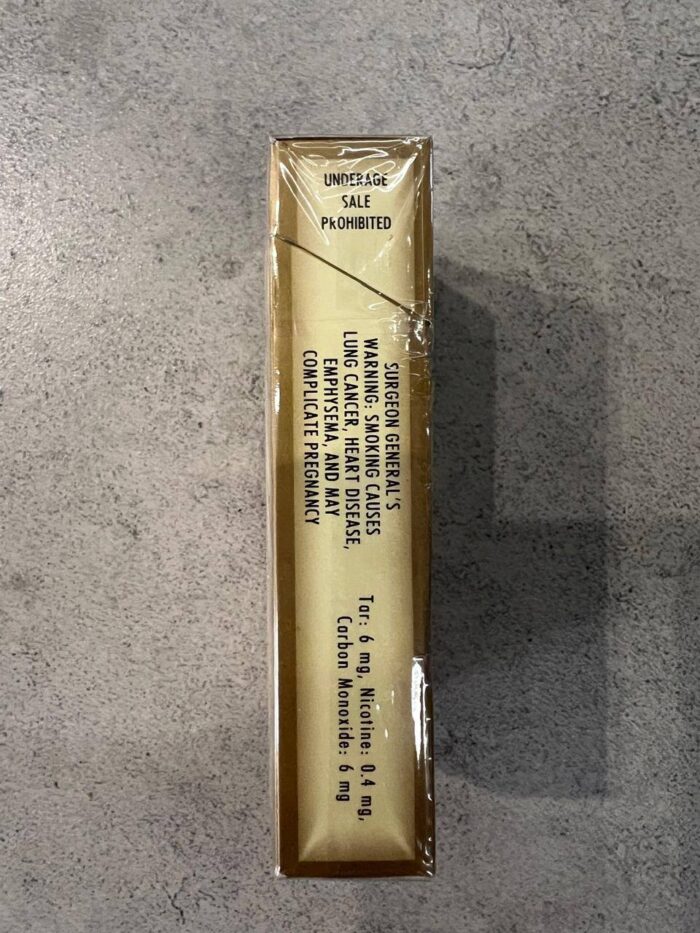 UNDERAGE
SALE
PROHIBITED
SURGEON GENERAL'S
WARNING: SMOKING CAUSES
LUNG CANCER, HEART DISEASE,
EMPHYSEMA, AND MAY
COMPLICATE PREGNANCY
Tar: 6 mg, Nicotine: 0.4 mg,
Carbon Monoxide: 6 mg